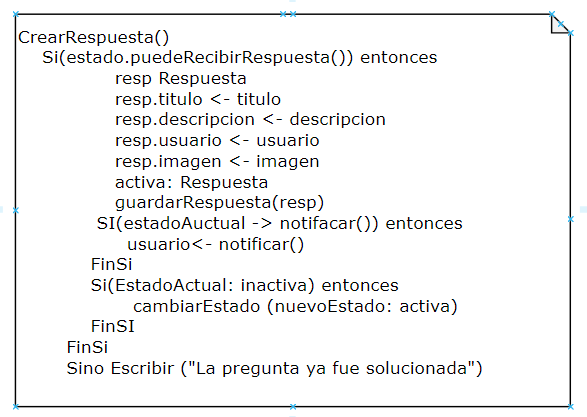 CrearRespuesta()
Si(estado.puedeRecibirRespuesta()) entonces
resp Respuesta
resp.titulo <- titulo
resp.descripcion <- descripcion
resp.usuario <- usuario
resp.imagen <- imagen
activa: Respuesta
guardarRespuesta(resp)
SI(estadoAuctual -> notifacar()) entonces
usuario<- notificar()
FinSi
Si(EstadoActual: inactiva) entonces
cambiarEstado (nuevoEstado: activa)
FinSI
FinSi
Sino Escribir ("La pregunta ya fue solucionada")